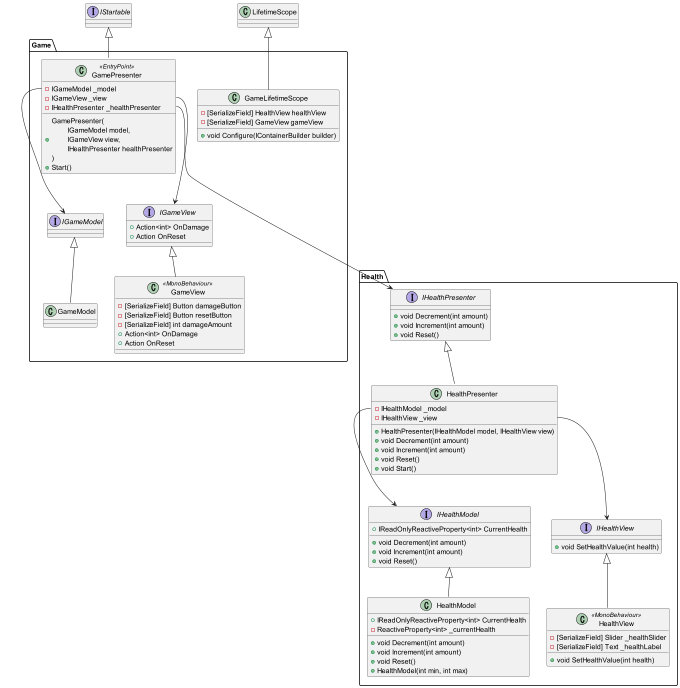 I IStartable
C LifetimeScope
Game
«EntryPoint»
C GamePresenter
IGameModel _model
IGameView _view
IHealthPresenter _healthPresenter
GamePresenter(
IGameModel model,
IGameView view,
IHealthPresenter healthPresenter
)
Start()
C GameLifetimeScope
[SerializeField] HealthView healthView
[SerializeField] GameView gameView
void Configure(IContainerBuilder builder)
I IGameModel
I IGameView
Action<int> OnDamage
Action OnReset
C GameModel
«MonoBehaviour»
C GameView
[SerializeField] Button damageButton
[SerializeField] Button resetButton
[SerializeField] int damageAmount
Action<int> OnDamage
Action OnReset
Health
I IHealthPresenter
void Decrement(int amount)
void Increment(int amount)
void Reset()
C HealthPresenter
IHealthModel _model
IHealthView _view
HealthPresenter(IHealthModel model, IHealthView view)
void Decrement(int amount)
void Increment(int amount)
void Reset()
void Start()
I IHealthModel
IReadOnlyReactiveProperty<int> CurrentHealth
void Decrement(int amount)
void Increment(int amount)
void Reset()
I IHealthView
void SetHealthValue(int health)
C HealthModel
IReadOnlyReactiveProperty<int> CurrentHealth
ReactiveProperty<int> _currentHealth
void Decrement(int amount)
void Increment(int amount)
void Reset()
HealthModel(int min, int max)
«MonoBehaviour»
C HealthView
[SerializeField] Slider _healthSlider
[SerializeField] Text _healthLabel
void SetHealthValue(int health)